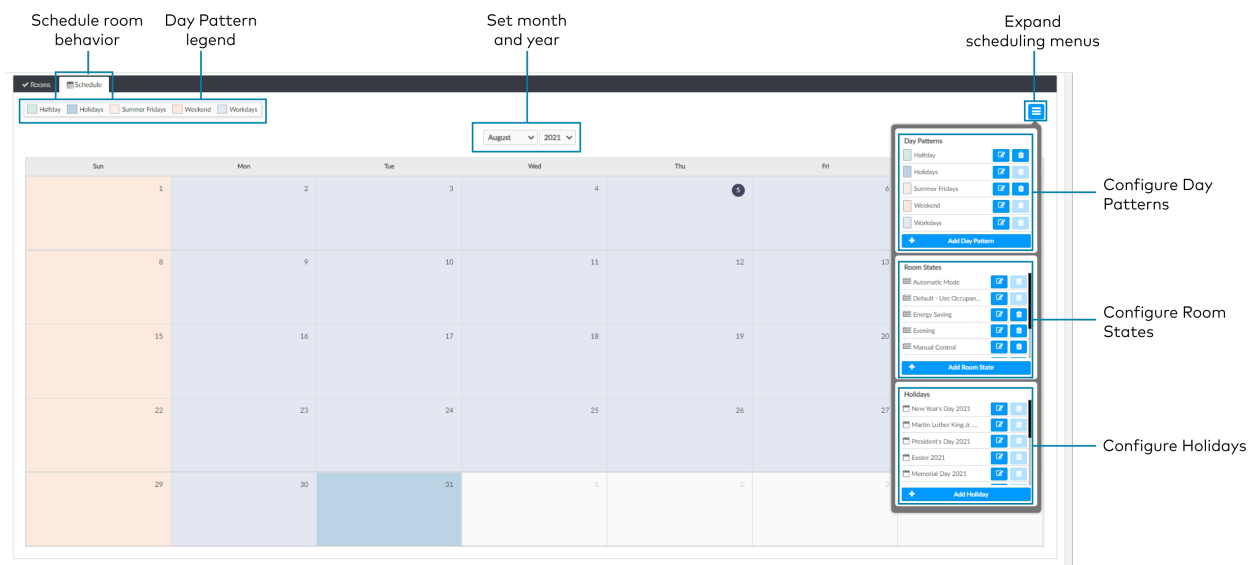 Schedule room
behavior
Day Pattern
legend
Set month
and year
Expand
scheduling menus
Rooms
Schedule
Halfday Holidays Summer Fridays Weekend Workdays
August 2021
Sun Mon Tue Wed Thu Fri
1 2 3 4 5 6
8 9 10 11 12 13
15 16 17 18 19 20
22 23 24 25 26 27
29 30 31 1 2 3
Day Patterns
Halfday
Holidays
Summer Fridays
Weekend
Workdays
+ Add Day Pattern
Room States
Automatic Mode
Default - Use Occupan...
Energy Saving
Evening
Manual Control
+ Add Room State
Holidays
New Year's Day 2021
Martin Luther King Jr. ...
President's Day 2021
Easter 2021
Memorial Day 2021
+ Add Holiday
Configure Day
Patterns
Configure Room
States
Configure Holidays